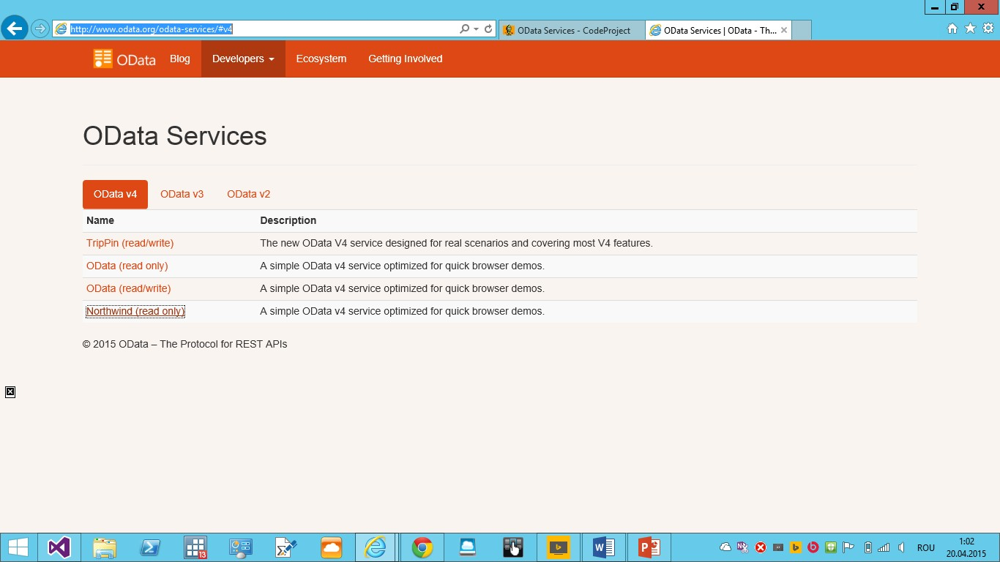 http://www.odata.org/odata-services/#v4
OData Services - CodeProject
OData Services | OData - Th...
OData
Blog
Developers
Ecosystem
Getting Involved
OData Services
OData v4
OData v3
OData v2
Name Description
TripPin (read/write) The new OData V4 service designed for real scenarios and covering most V4 features.
OData (read only) A simple OData v4 service optimized for quick browser demos.
OData (read/write) A simple OData v4 service optimized for quick browser demos.
Northwind (read only) A simple OData v4 service optimized for quick browser demos.
© 2015 OData – The Protocol for REST APIs
13
ROU
1:02
20.04.2015